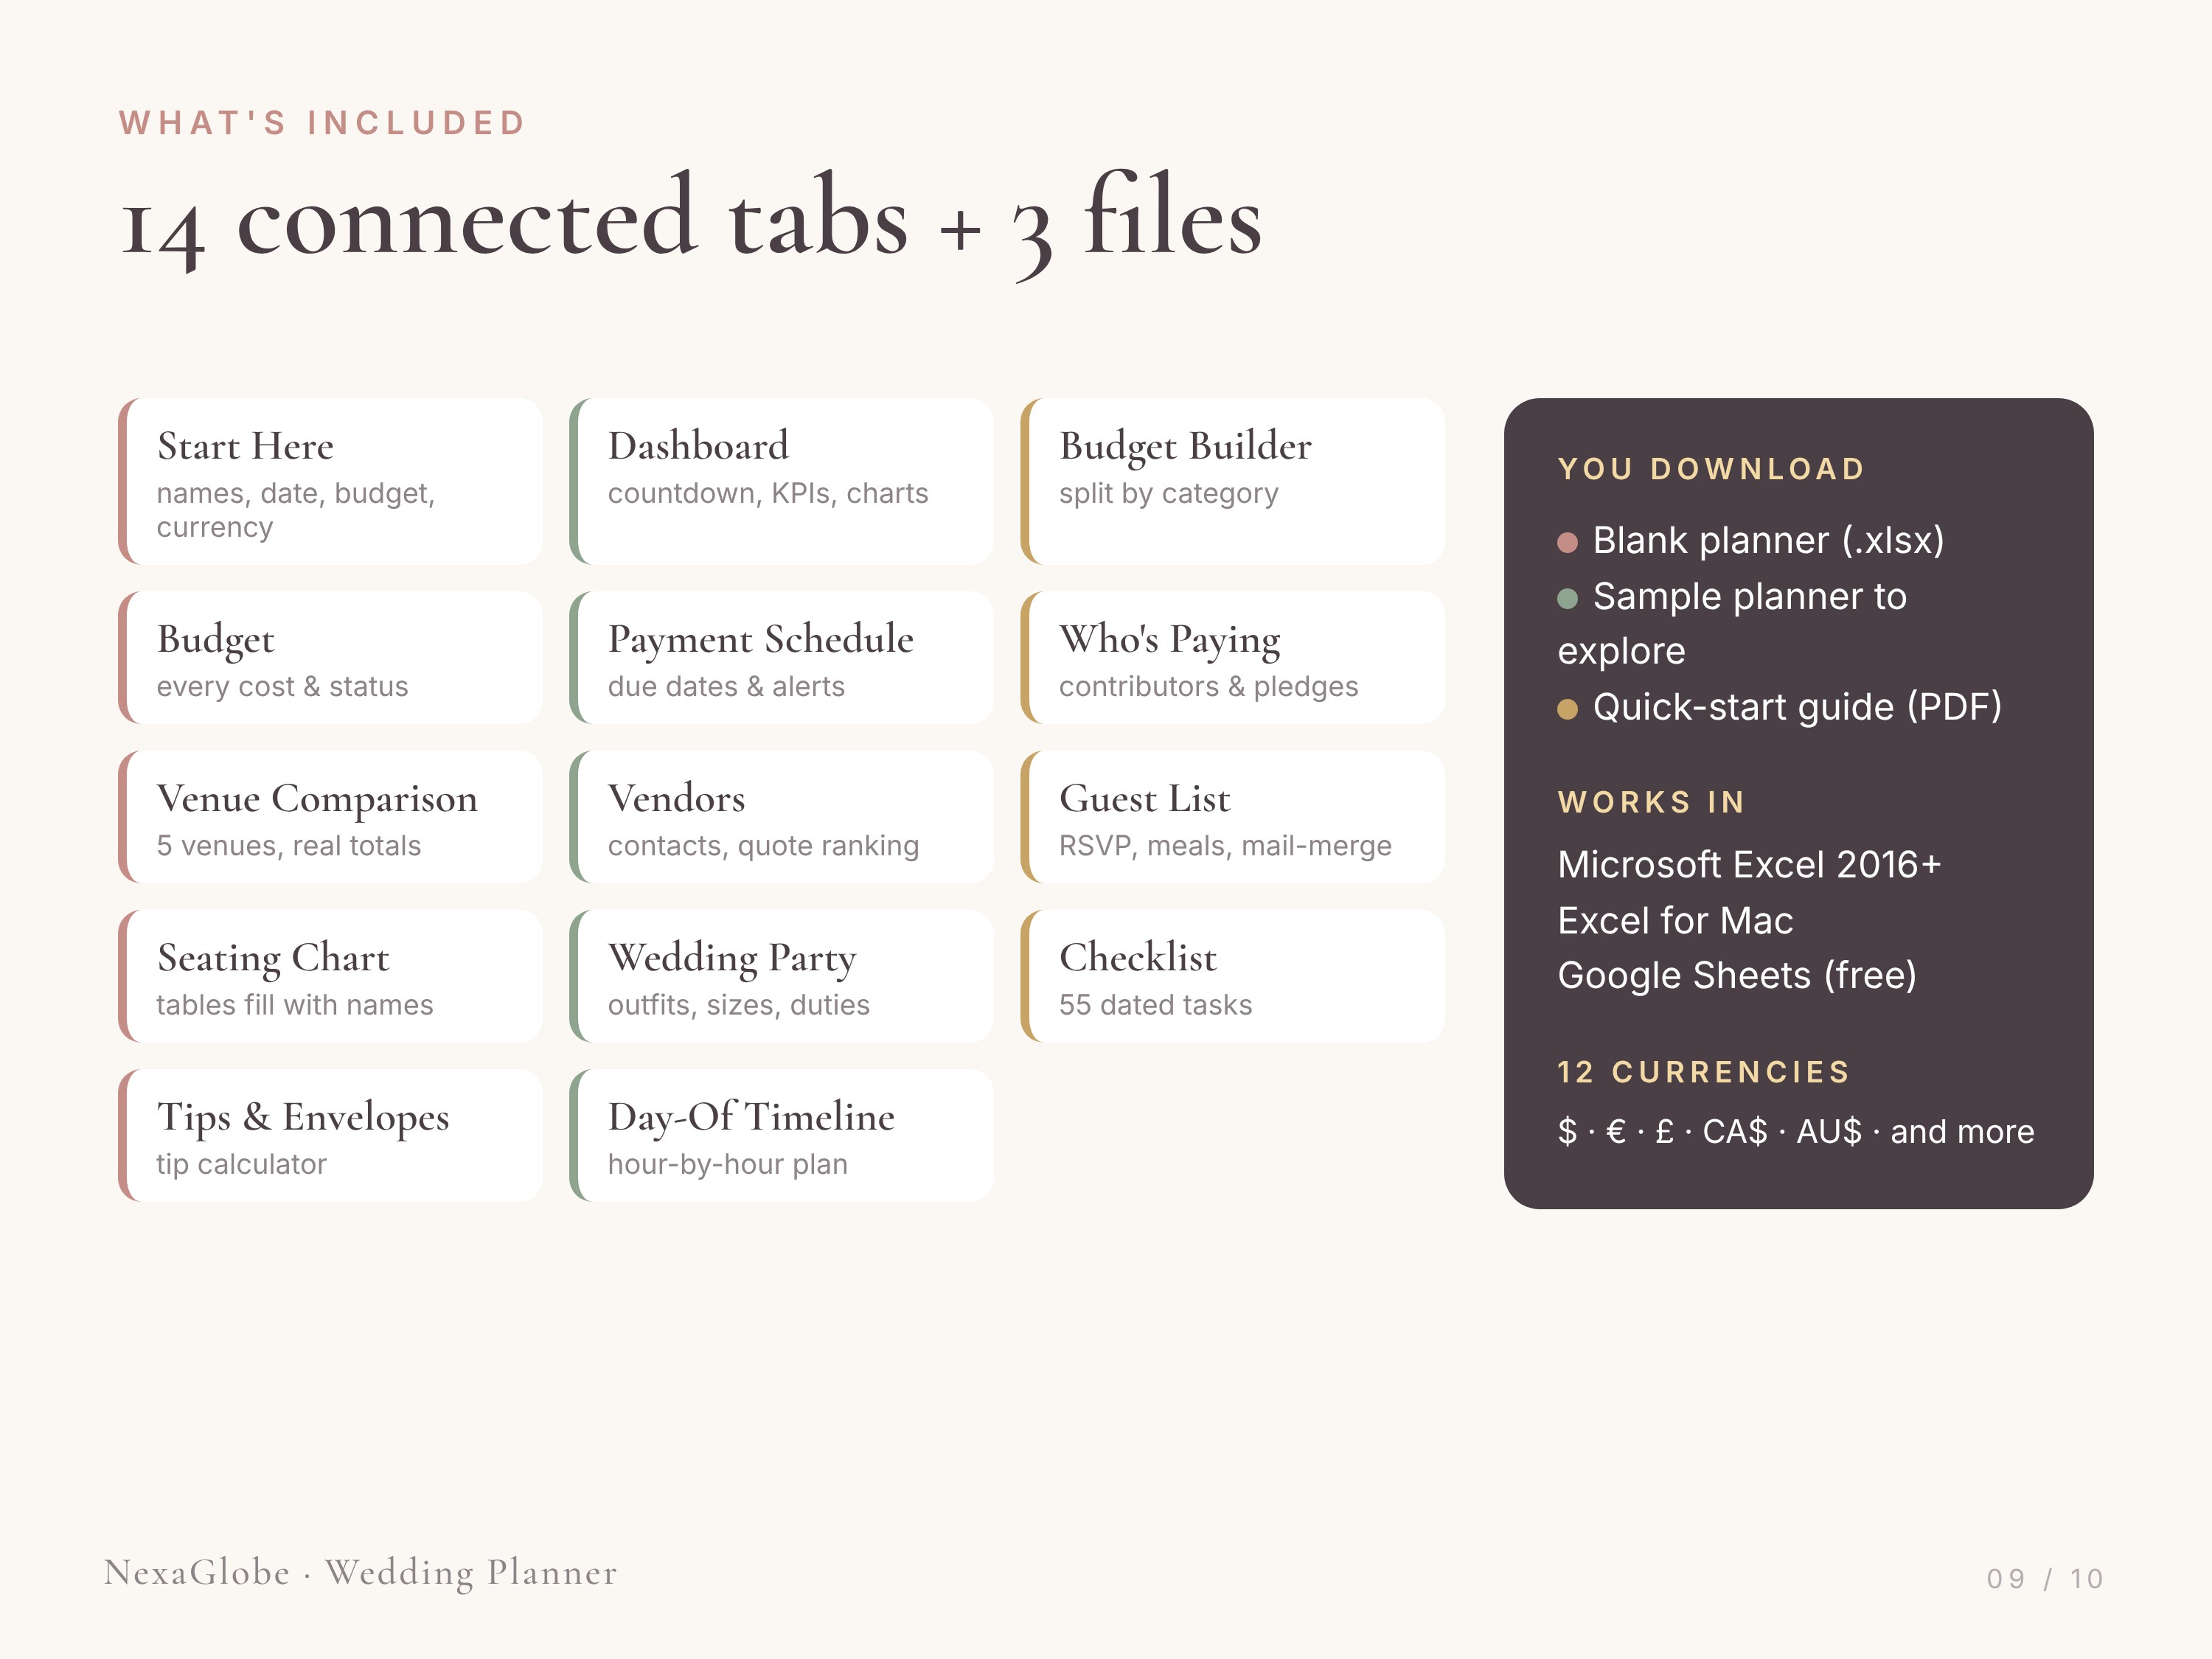 WHAT'S INCLUDED
14 connected tabs + 3 files
Start Here
names, date, budget,
currency
Dashboard
countdown, KPIs, charts
Budget Builder
split by category
Budget
every cost & status
Payment Schedule
due dates & alerts
Who's Paying
contributors & pledges
Venue Comparison
5 venues, real totals
Vendors
contacts, quote ranking
Guest List
RSVP, meals, mail-merge
Seating Chart
tables fill with names
Wedding Party
outfits, sizes, duties
Checklist
55 dated tasks
Tips & Envelopes
tip calculator
Day-Of Timeline
hour-by-hour plan
YOU DOWNLOAD
Blank planner (.xlsx)
Sample planner to
explore
Quick-start guide (PDF)
WORKS IN
Microsoft Excel 2016+
Excel for Mac
Google Sheets (free)
12 CURRENCIES
$ · € · £ · CA$ · AU$ · and more
NexaGlobe · Wedding Planner
09 / 10